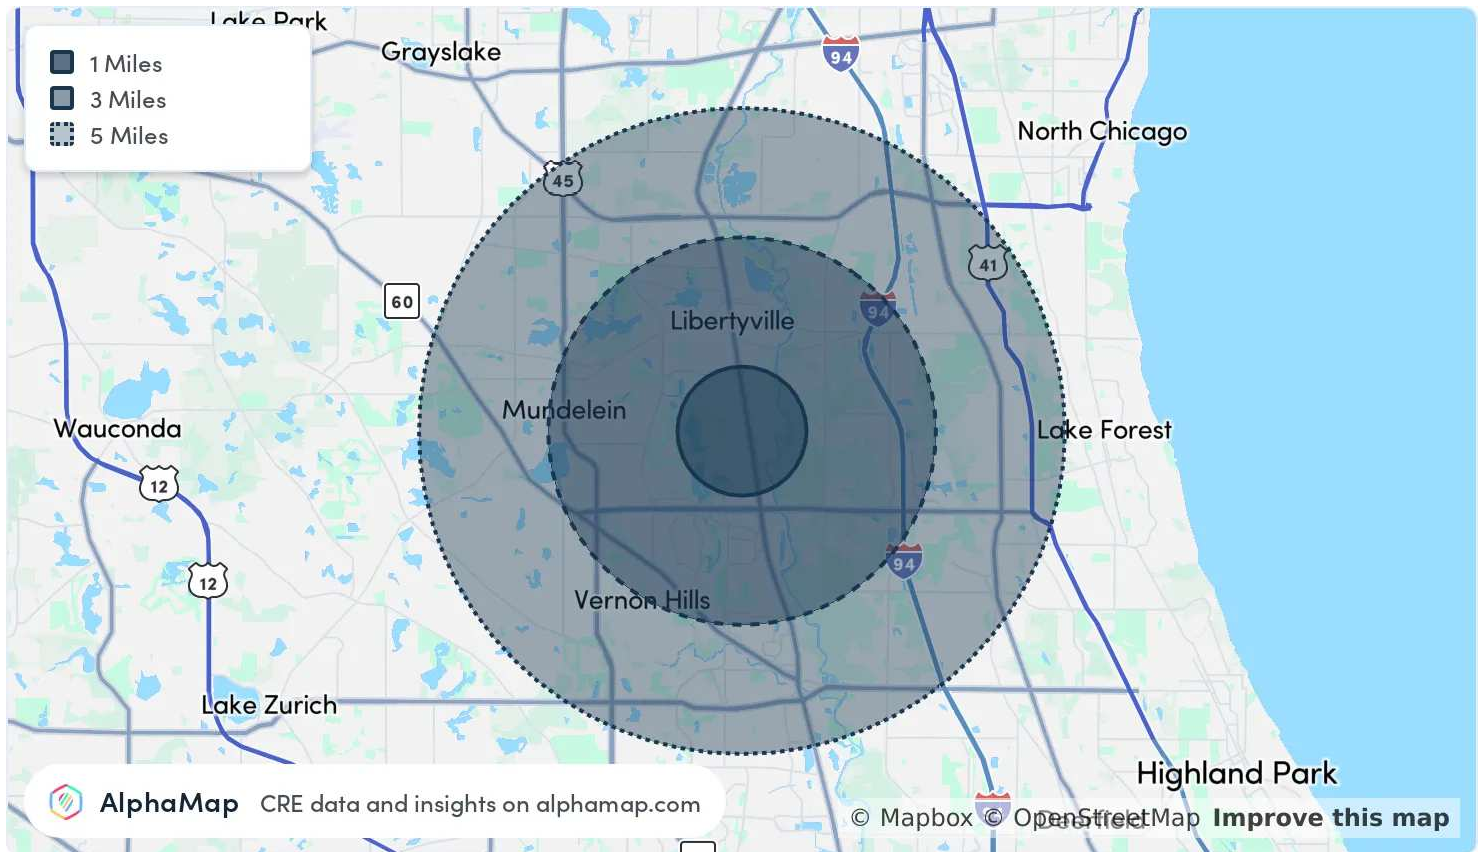 Lake Park
Grayslake
94
1 Miles
3 Miles
5 Miles
North Chicago
45
41
60
94
Libertyville
Mundelein
Wauconda
Lake Forest
12
94
12
Vernon Hills
Lake Zurich
Highland Park
AlphaMap CRE data and insights on alphamap.com
Deerfield
© Mapbox © OpenStreetMap Improve this map